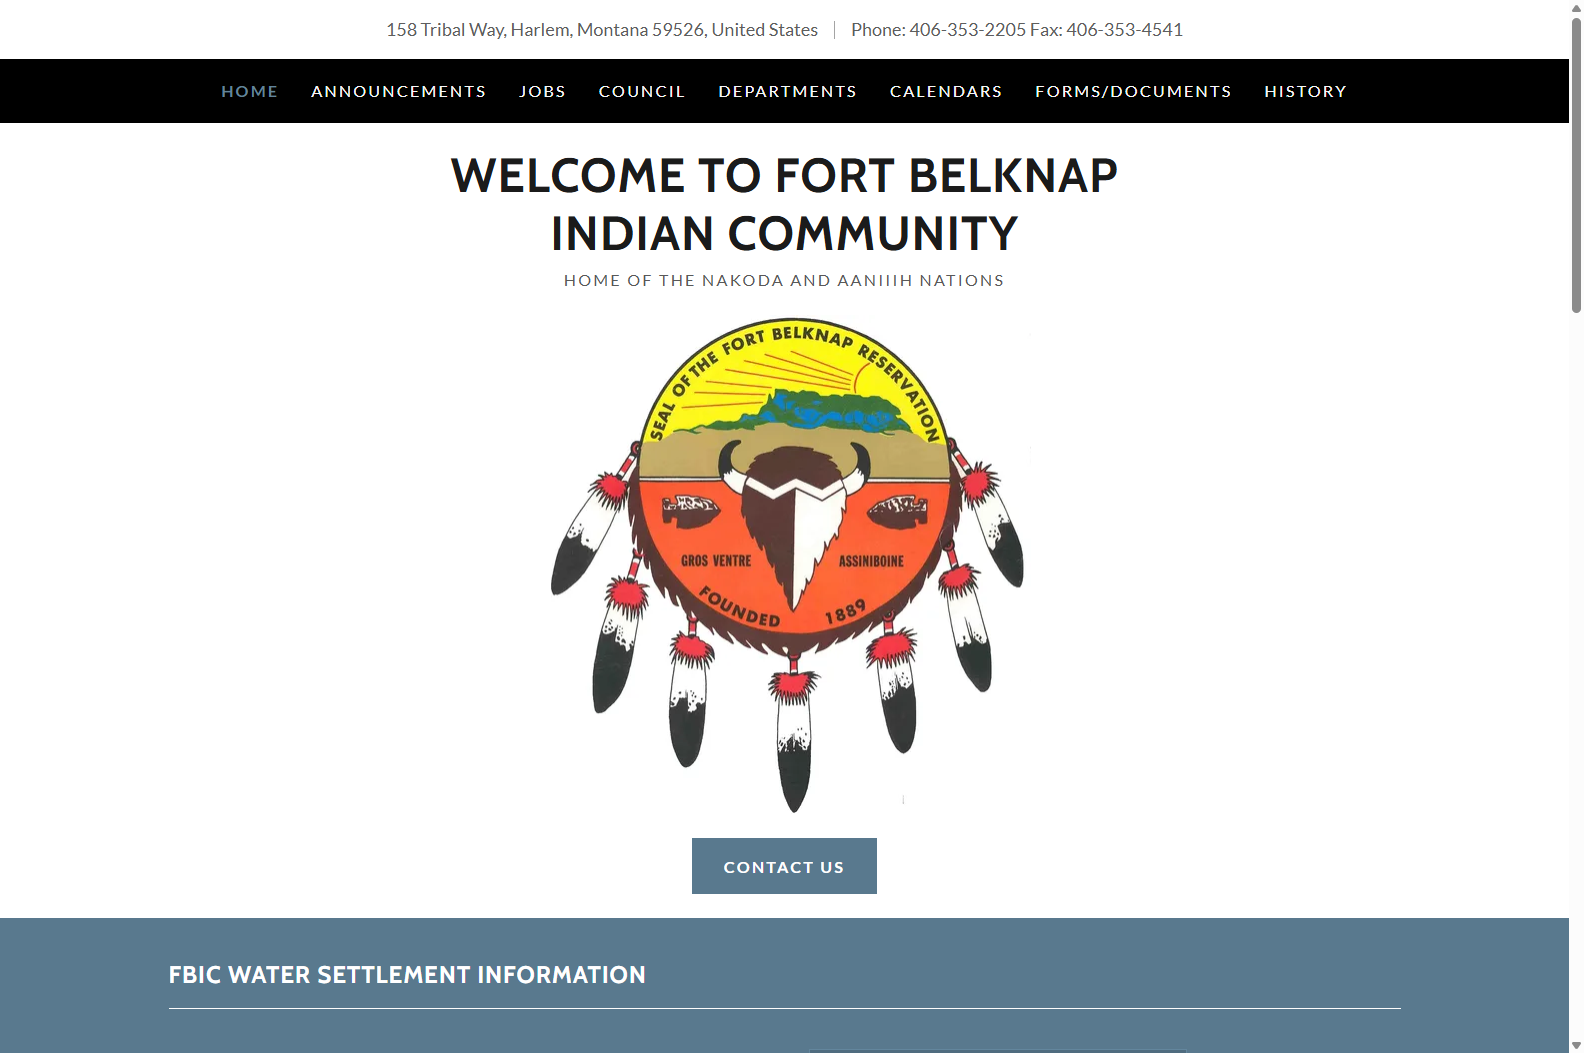 158 Tribal Way, Harlem, Montana 59526, United States Phone: 406-353-2205 Fax: 406-353-4541
HOME ANNOUNCEMENTS JOBS COUNCIL DEPARTMENTS CALENDARS FORMS/DOCUMENTS HISTORY
WELCOME TO FORT BELKNAP
INDIAN COMMUNITY
HOME OF THE NAKODA AND AANIIIH NATIONS
SEAL OF THE FORT BELKNAP RESERVATION
GROS VENTRE ASSINIBOINE
FOUNDED 1889
CONTACT US
FBIC WATER SETTLEMENT INFORMATION